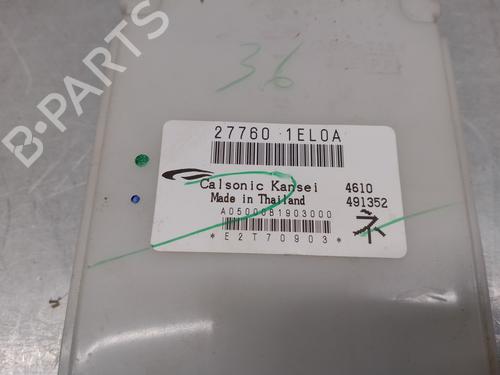 36
27760 1EL0A
Calsonic Kansei 4610
Made in Thailand 491352
A05000B1903000
*E2T70903*
ネ
B-PARTS